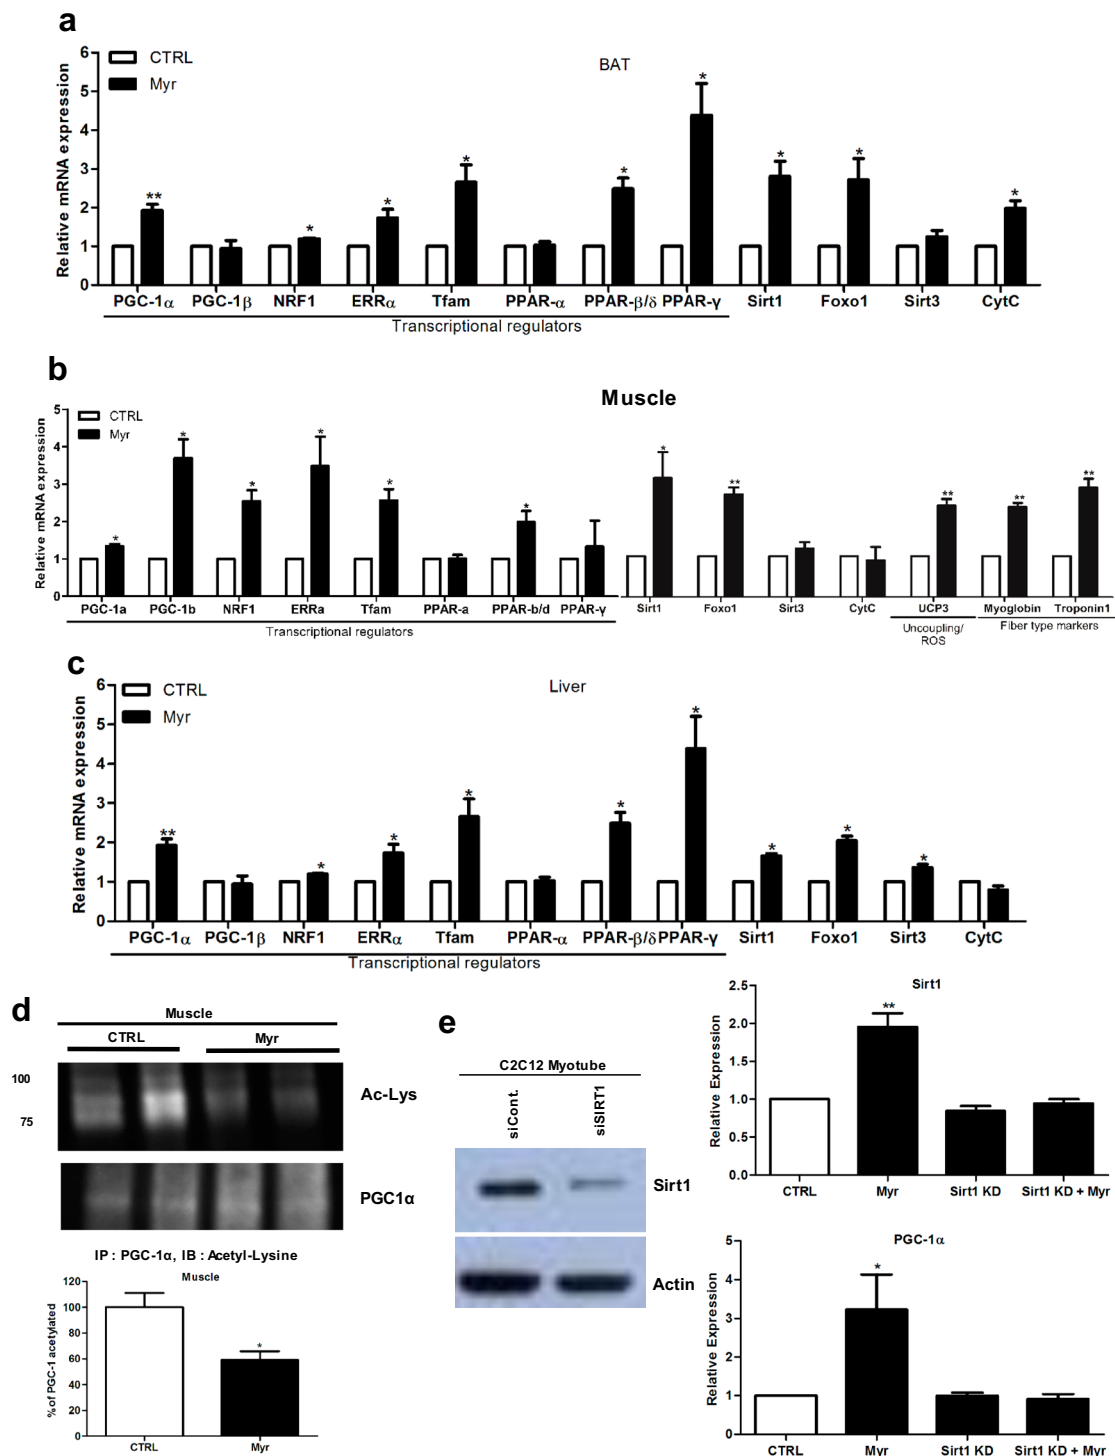 a
BAT
CTRL
Myr
Relative mRNA expression
6
5
4
3
2
1
0
** * * * * * * * *
PGC-1α PGC-1β NRF1 ERRα Tfam PPAR-α PPAR-β/δ PPAR-γ Sirt1 Foxo1 Sirt3 CytC
Transcriptional regulators
b
Muscle
CTRL
Myr
Relative mRNA expression
5
4
3
2
1
0
* * * * * * * ** ** ** **
PGC-1a PGC-1b NRF1 ERRa Tfam PPAR-a PPAR-b/d PPAR-γ Sirt1 Foxo1 Sirt3 CytC UCP3 Myoglobin Troponin1
Transcriptional regulators
Uncoupling/
ROS
Fiber type markers
c
Liver
CTRL
Myr
Relative mRNA expression
6
5
4
3
2
1
0
** * * * * * * * *
PGC-1α PGC-1β NRF1 ERRα Tfam PPAR-α PPAR-β/δ PPAR-γ Sirt1 Foxo1 Sirt3 CytC
Transcriptional regulators
d
Muscle
CTRL Myr
100
75
Ac-Lys
PGC1α
IP : PGC-1α, IB : Acetyl-Lysine
Muscle
% of PGC-1 acetylated
120
100
80
60
40
20
0
*
CTRL Myr
e
C2C12 Myotube
siCont. siSIRT1
Sirt1
Actin
Sirt1
Relative Expression
2.5
2.0
1.5
1.0
0.5
0.0
**
CTRL Myr Sirt1 KD Sirt1 KD + Myr
PGC-1α
Relative Expression
5
4
3
2
1
0
*
CTRL Myr Sirt1 KD Sirt1 KD + Myr